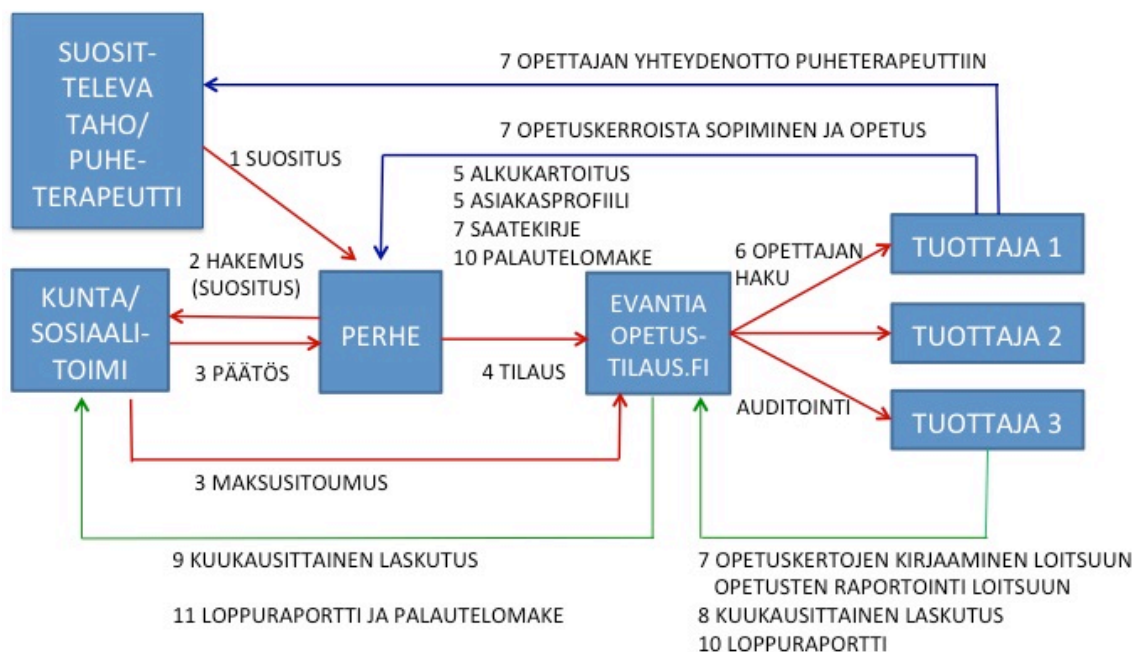 SUOSIT-
TELEVA
TAHO/
PUHE-
TERAPEUTTI
7 OPETTAJAN YHTEYDENOTTO PUHETERAPEUTTIIN
7 OPETUSKERROISTA SOPIMINEN JA OPETUS
1 SUOSITUS
5 ALKUKARTOITUS
5 ASIAKASPROFIILI
7 SAATEKIRJE
10 PALAUTELOMAKE
2 HAKEMUS
(SUOSITUS)
KUNTA/
SOSIAALI-
TOIMI
3 PÄÄTÖS
PERHE
4 TILAUS
EVANTIA
OPETUS-
TILAUS.FI
6 OPETTAJAN
HAKU
AUDITOINTI
TUOTTAJA 1
TUOTTAJA 2
TUOTTAJA 3
3 MAKSUSITOUMUS
9 KUUKAUSITTAINEN LASKUTUS
11 LOPPURAPORTTI JA PALAUTELOMAKE
7 OPETUSKERTOJEN KIRJAAMINEN LOITSUUN
OPETUSTEN RAPORTOINTI LOITSUUN
8 KUUKAUSITTAINEN LASKUTUS
10 LOPPURAPORTTI